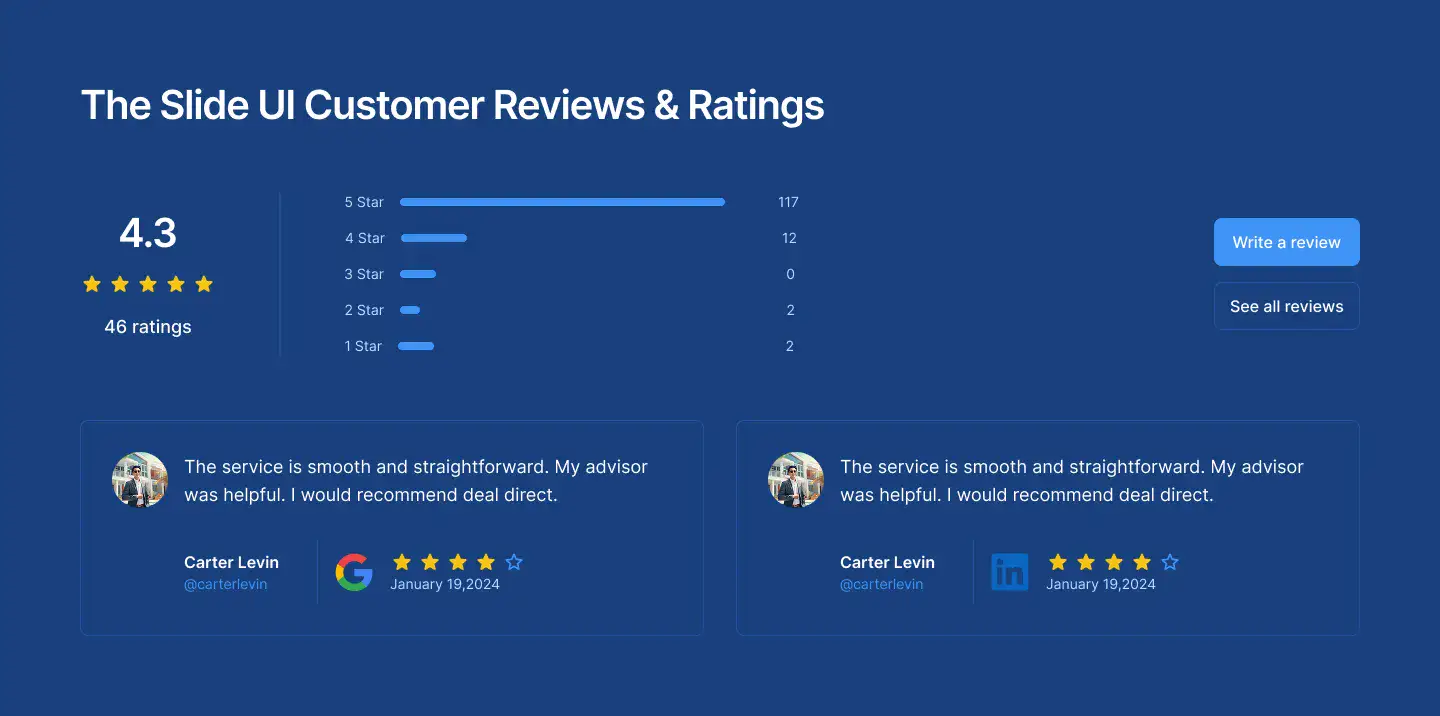 The Slide UI Customer Reviews & Ratings
4.3
46 ratings
5 Star 117
4 Star 12
3 Star 0
2 Star 2
1 Star 2
Write a review
See all reviews
The service is smooth and straightforward. My advisor
was helpful. I would recommend deal direct.
Carter Levin
@carterlevin
January 19,2024
The service is smooth and straightforward. My advisor
was helpful. I would recommend deal direct.
Carter Levin
@carterlevin
in
January 19,2024